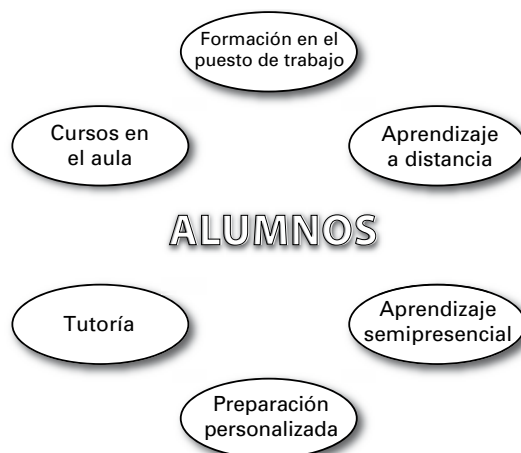 Formación en el
puesto de trabajo
Cursos en
el aula
Aprendizaje
a distancia
ALUMNOS
Tutoría
Aprendizaje
semipresencial
Preparación
personalizada